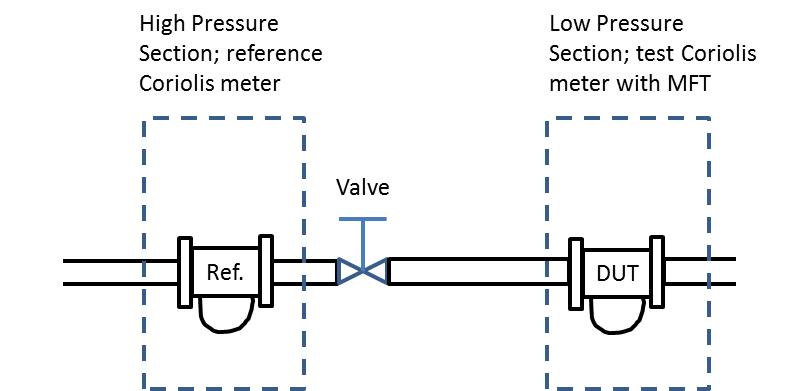 High Pressure
Section; reference
Coriolis meter
Low Pressure
Section; test Coriolis
meter with MFT
Valve
Ref.
DUT